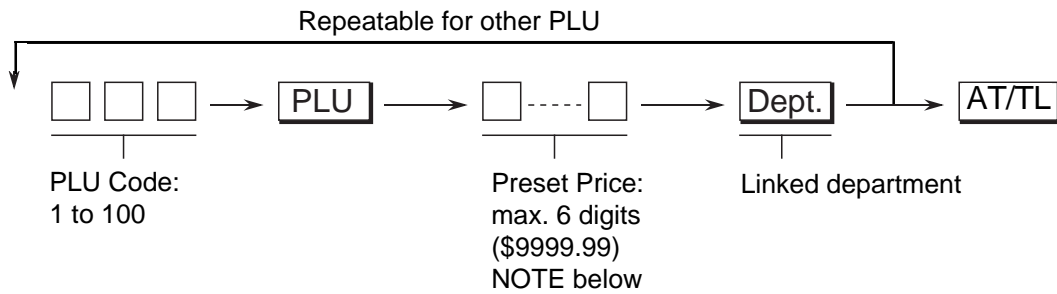 Repeatable for other PLU
PLU
Dept.
AT/TL
PLU Code:
1 to 100
Preset Price:
max. 6 digits
($9999.99)
NOTE below
Linked department